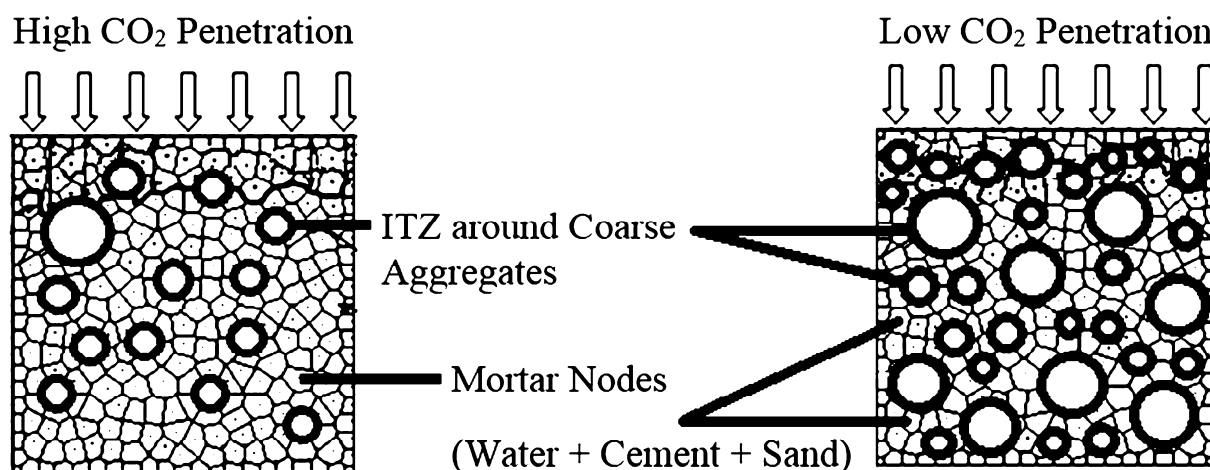 High CO₂ Penetration
Low CO₂ Penetration
ITZ around Coarse
Aggregates
Mortar Nodes
(Water + Cement + Sand)